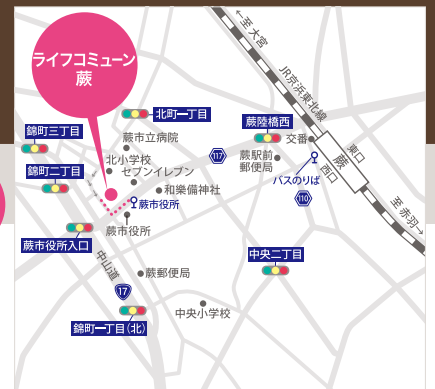 ←至 大宮
JR京浜東北線
ライフコミューン
蕨
北町一丁目
蕨陸橋西
錦町三丁目
蕨市立病院
交番
東口
北小学校
117
蕨駅前
郵便局
蕨
錦町二丁目
セブンイレブン
西口
バスのりば
和樂備神社
110
蕨市役所
至 赤羽→
蕨市役所
蕨市役所入口
中央二丁目
中山道
蕨郵便局
17
中央小学校
錦町一丁目(北)